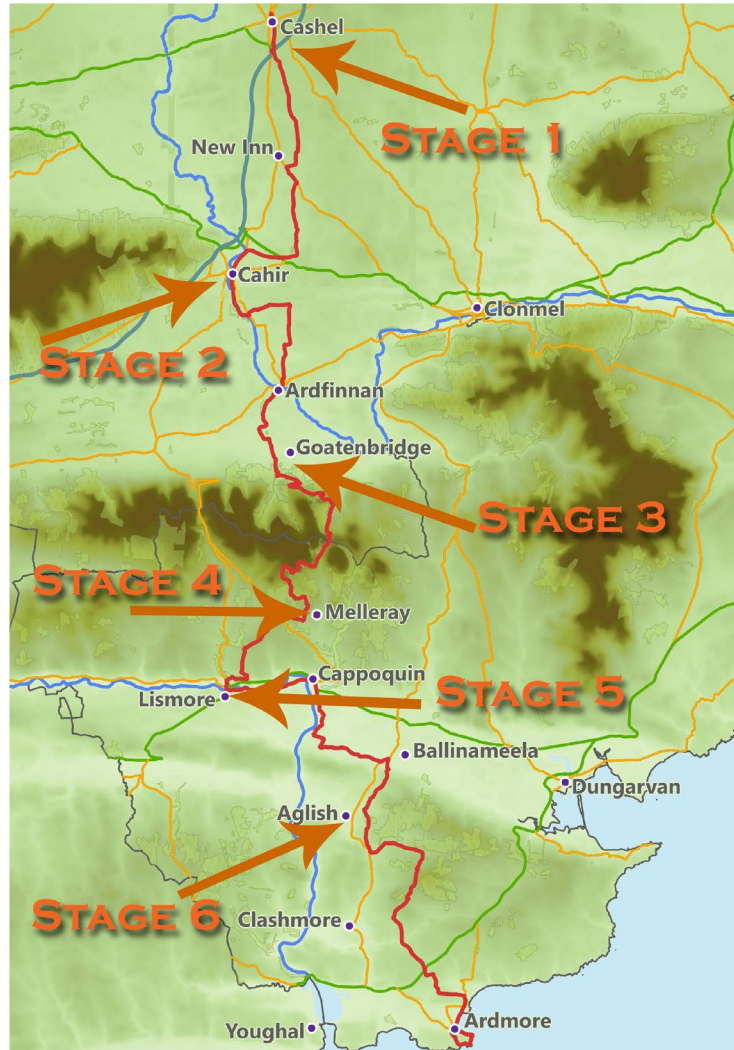 Cashel
STAGE 1
New Inn
Cahir
Clonmel
STAGE 2
Ardfinnan
Goatenbridge
STAGE 3
STAGE 4
Melleray
Cappoquin
STAGE 5
Lismore
Ballinameela
Dungarvan
Aglish
STAGE 6
Clashmore
Ardmore
Youghal